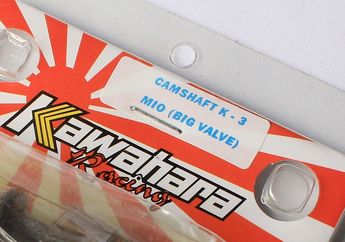 CAMSHAFT K - 3
MIO (BIG VALVE)
Kawahara
Racing